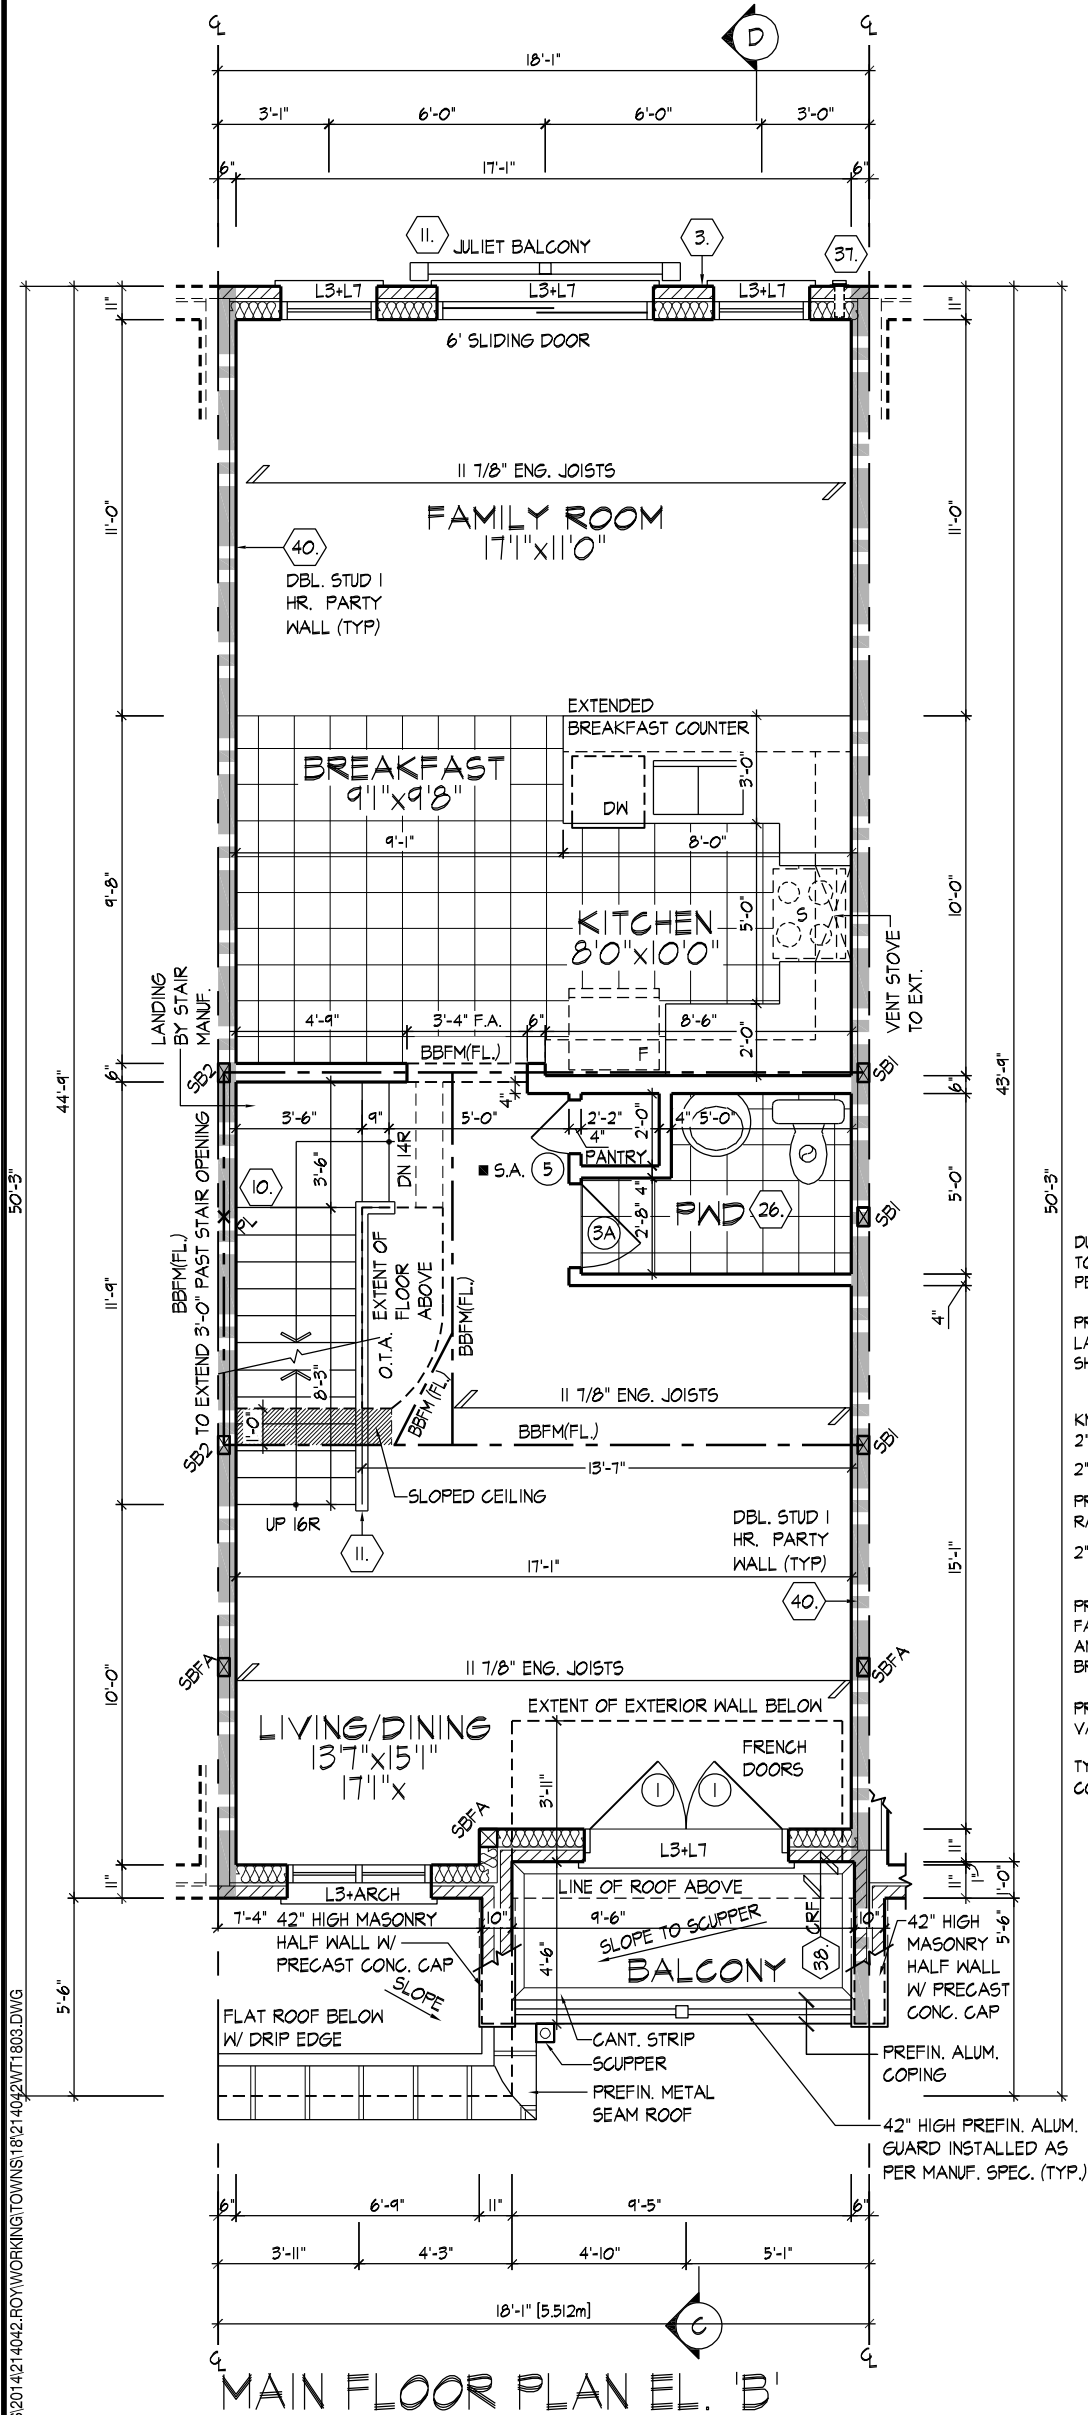 ℄
℄
D
18'-1"
3'-1"
6'-0"
6'-0"
3'-0"
6"
17'-1"
6"
11.
JULIET BALCONY
3.
37.
L3+L7
L3+L7
L3+L7
11"
11"
6' SLIDING DOOR
11 7/8" ENG. JOISTS
FAMILY ROOM
17'1"x11'0"
11'-0"
11'-0"
40.
DBL. STUD 1
HR. PARTY
WALL (TYP)
EXTENDED
BREAKFAST COUNTER
BREAKFAST
9'1"x9'8"
3'-0"
DW
9'-1"
8'-0"
9'-8"
10'-0"
5'-0"
S
KITCHEN
8'0"x10'0"
VENT STOVE
TO EXT.
LANDING
BY STAIR
MANUF.
4'-9"
3'-4" F.A.
6"
8'-6"
2'-0"
BBFM(FL.)
F
SB2
SB1
6"
6"
44'-9"
43'-9"
4"
3'-6"
9"
5'-0"
2'-2"
2'-0"
4"
5'-0"
4"
PANTRY
DN 14R
S.A.
5
3'-6"
10.
PL
50'-3"
50'-3"
5'-0"
4"
2'-8"
PWD
26.
3A
SB1
BBFM(FL.)
TO EXTEND 3'-0" PAST STAIR OPENING
11'-9"
EXTENT OF
FLOOR
ABOVE
O.T.A.
BBFM(FL.)
BBFM(FL.)
8'-3"
1'-0"
4"
11 7/8" ENG. JOISTS
BBFM(FL.)
SB2
SB1
13'-7"
SLOPED CEILING
UP 16R
11.
DBL. STUD 1
HR. PARTY
WALL (TYP)
17'-1"
40.
15'-1"
10'-0"
SBFA
SBFA
11 7/8" ENG. JOISTS
EXTENT OF EXTERIOR WALL BELOW
LIVING/DINING
13'7"x15'1"
17'1"x
FRENCH
DOORS
3'-11"
1
1
SBFA
L3+L7
11"
11"
11"
1"
1'-0"
L3+ARCH
LINE OF ROOF ABOVE
7'-4"
42" HIGH MASONRY
HALF WALL W/
PRECAST CONC. CAP
10"
9'-6"
10"
CRF
38.
SLOPE TO SCUPPER
4'-6"
BALCONY
42" HIGH
MASONRY
HALF WALL
W/ PRECAST
CONC. CAP
5'-6"
5'-6"
SLOPE
FLAT ROOF BELOW
W/ DRIP EDGE
CANT. STRIP
SCUPPER
PREFIN. METAL
SEAM ROOF
PREFIN. ALUM.
COPING
42" HIGH PREFIN. ALUM.
GUARD INSTALLED AS
PER MANUF. SPEC. (TYP.)
6"
6'-9"
11"
9'-5"
6"
3'-11"
4'-3"
4'-10"
5'-1"
18'-1" [5.512m]
C
℄
℄
MAIN FLOOR PLAN EL. 'B'
2014\214042.ROY\WORKING\TOWNS\18'\214042WT1803.DWG